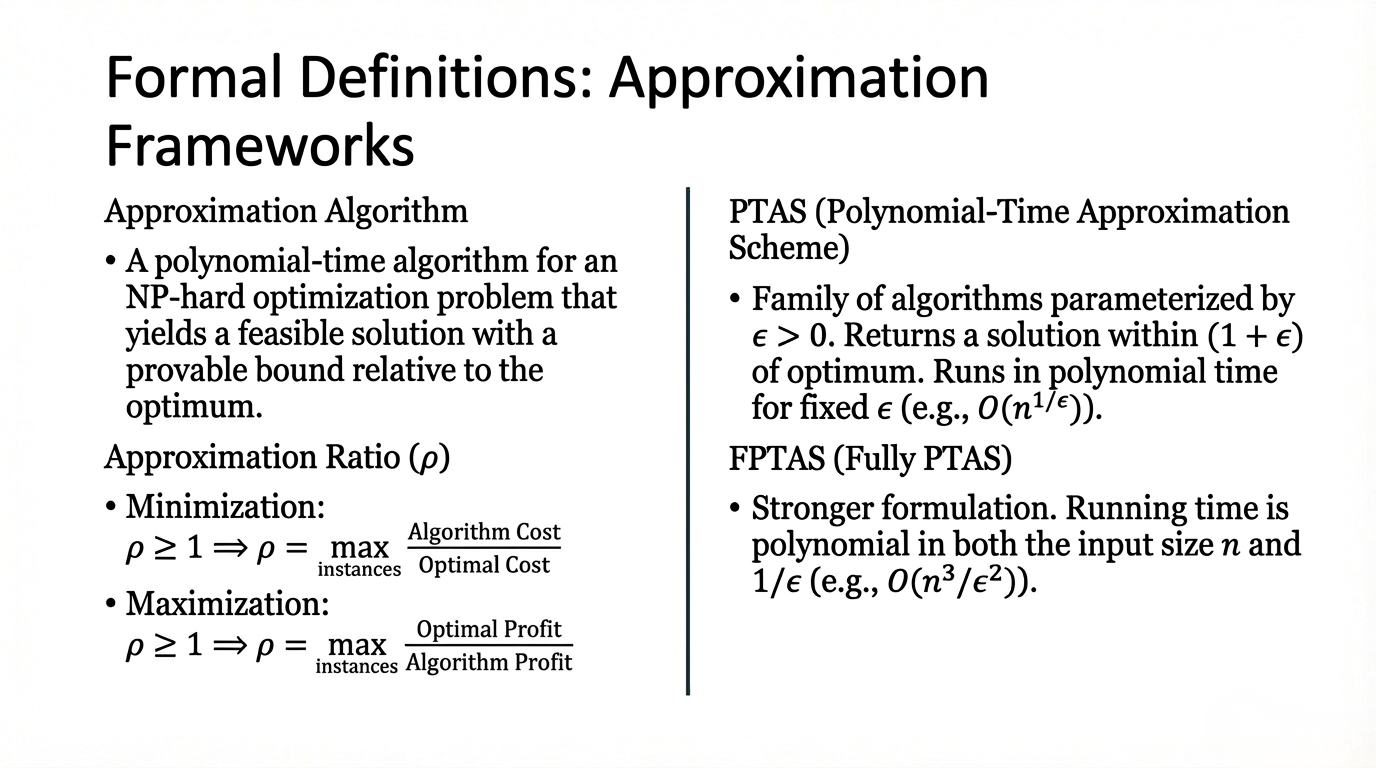 Formal Definitions: Approximation
Frameworks
Approximation Algorithm
• A polynomial-time algorithm for an
NP-hard optimization problem that
yields a feasible solution with a
provable bound relative to the
optimum.
Approximation Ratio (ρ)
• Minimization:
ρ ≥ 1 ⟹ ρ = max instances Algorithm Cost / Optimal Cost
• Maximization:
ρ ≥ 1 ⟹ ρ = max instances Optimal Profit / Algorithm Profit
PTAS (Polynomial-Time Approximation
Scheme)
• Family of algorithms parameterized by
ϵ > 0. Returns a solution within (1 + ϵ)
of optimum. Runs in polynomial time
for fixed ϵ (e.g., O(n^{1/ϵ})).
FPTAS (Fully PTAS)
• Stronger formulation. Running time is
polynomial in both the input size n and
1/ϵ (e.g., O(n³/ϵ²)).